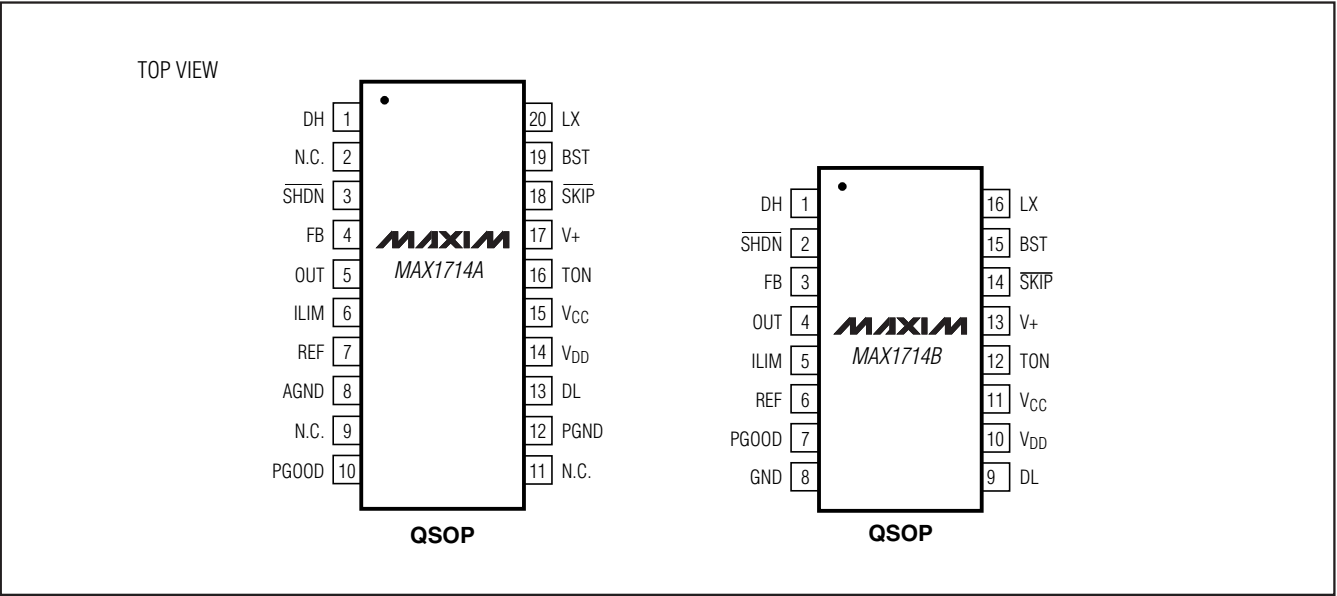 TOP VIEW
DH 1
N.C. 2
SHDN 3
FB 4
OUT 5
ILIM 6
REF 7
AGND 8
N.C. 9
PGOOD 10
MAXIM
MAX1714A
20 LX
19 BST
18 SKIP
17 V+
16 TON
15 VCC
14 VDD
13 DL
12 PGND
11 N.C.
QSOP
DH 1
SHDN 2
FB 3
OUT 4
ILIM 5
REF 6
PGOOD 7
GND 8
MAXIM
MAX1714B
16 LX
15 BST
14 SKIP
13 V+
12 TON
11 VCC
10 VDD
9 DL
QSOP